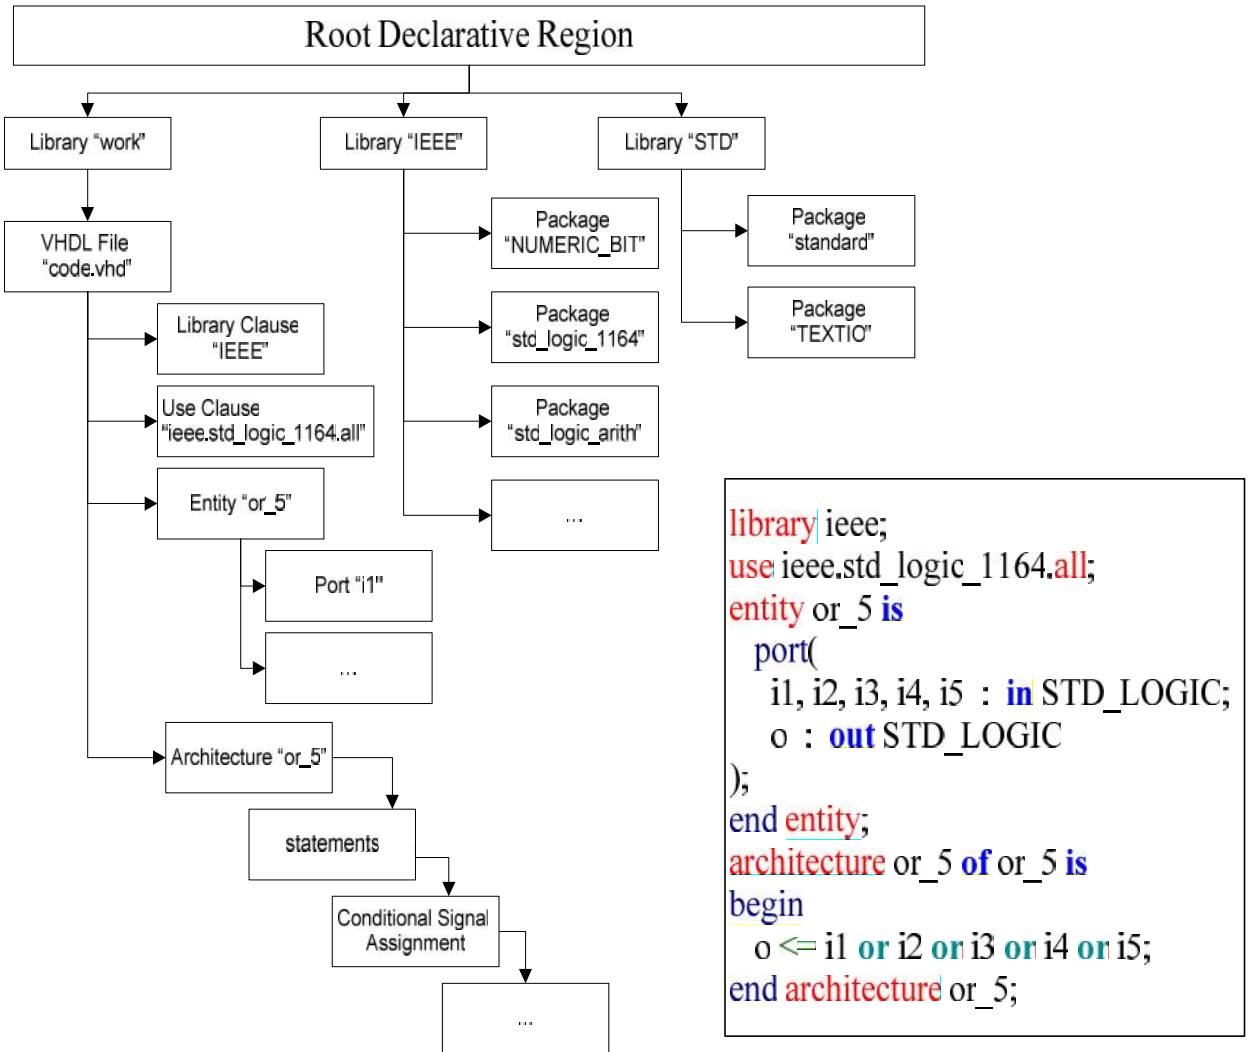 Root Declarative Region
Library “work”
Library “IEEE”
Library “STD”
VHDL File
“code.vhd”
Library Clause
“IEEE”
Use Clause
“ieee.std_logic_1164.all”
Entity “or_5”
Port “i1”
...
Architecture “or_5”
statements
Conditional Signal
Assignment
...
Package
“NUMERIC_BIT”
Package
“std_logic_1164”
Package
“std_logic_arith”
...
Package
“standard”
Package
“TEXTIO”
library ieee;
use ieee.std_logic_1164.all;
entity or_5 is
port(
i1, i2, i3, i4, i5 : in STD_LOGIC;
o : out STD_LOGIC
);
end entity;
architecture or_5 of or_5 is
begin
o <= i1 or i2 or i3 or i4 or i5;
end architecture or_5;